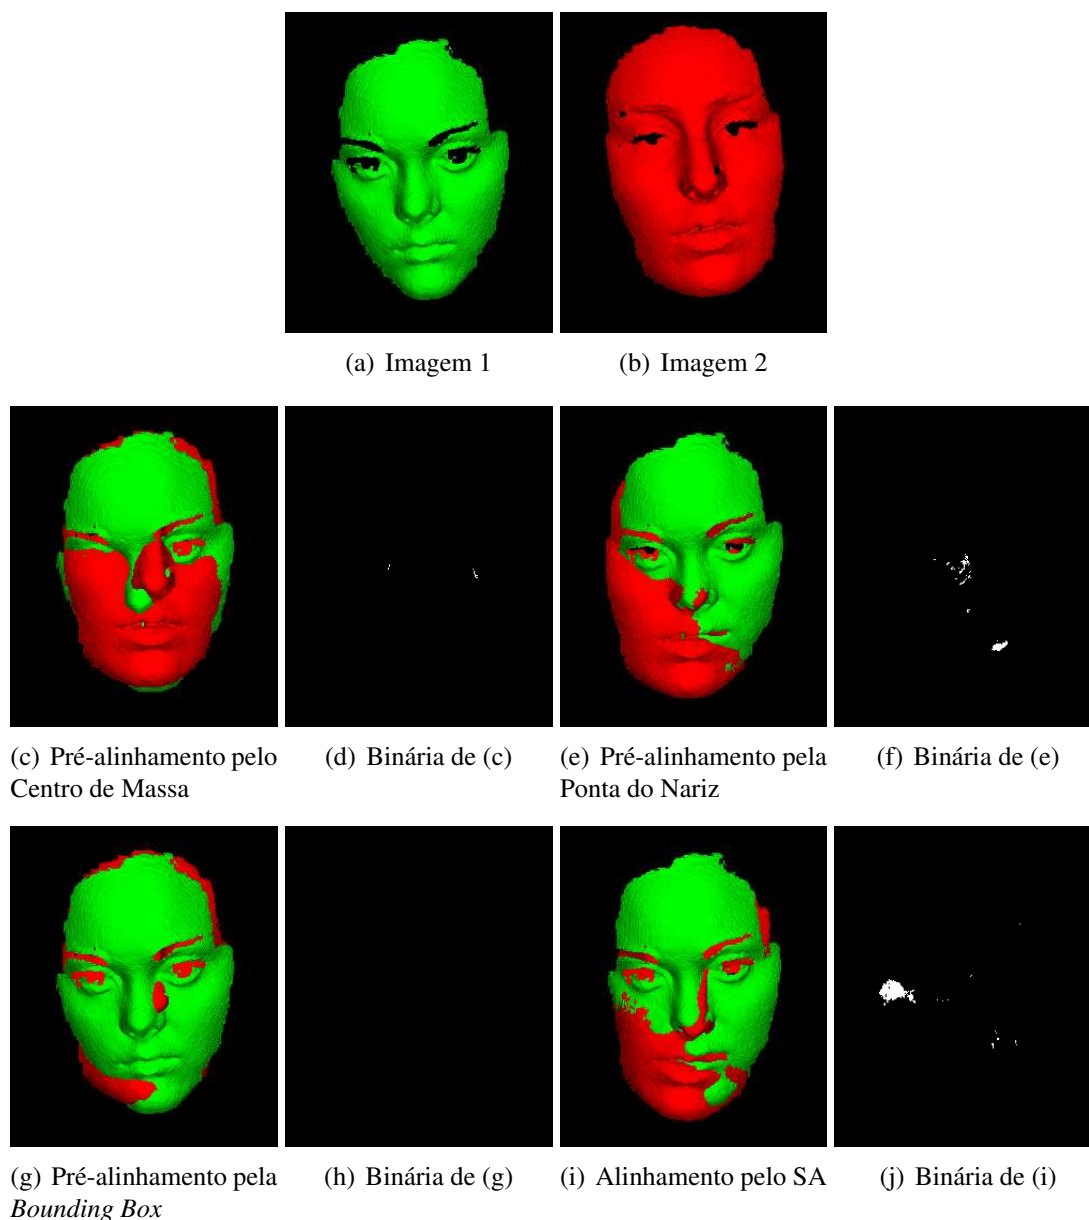 (a) Imagem 1
(b) Imagem 2
(c) Pré-alinhamento pelo
Centro de Massa
(d) Binária de (c)
(e) Pré-alinhamento pela
Ponta do Nariz
(f) Binária de (e)
(g) Pré-alinhamento pela
Bounding Box
(h) Binária de (g)
(i) Alinhamento pelo SA
(j) Binária de (i)